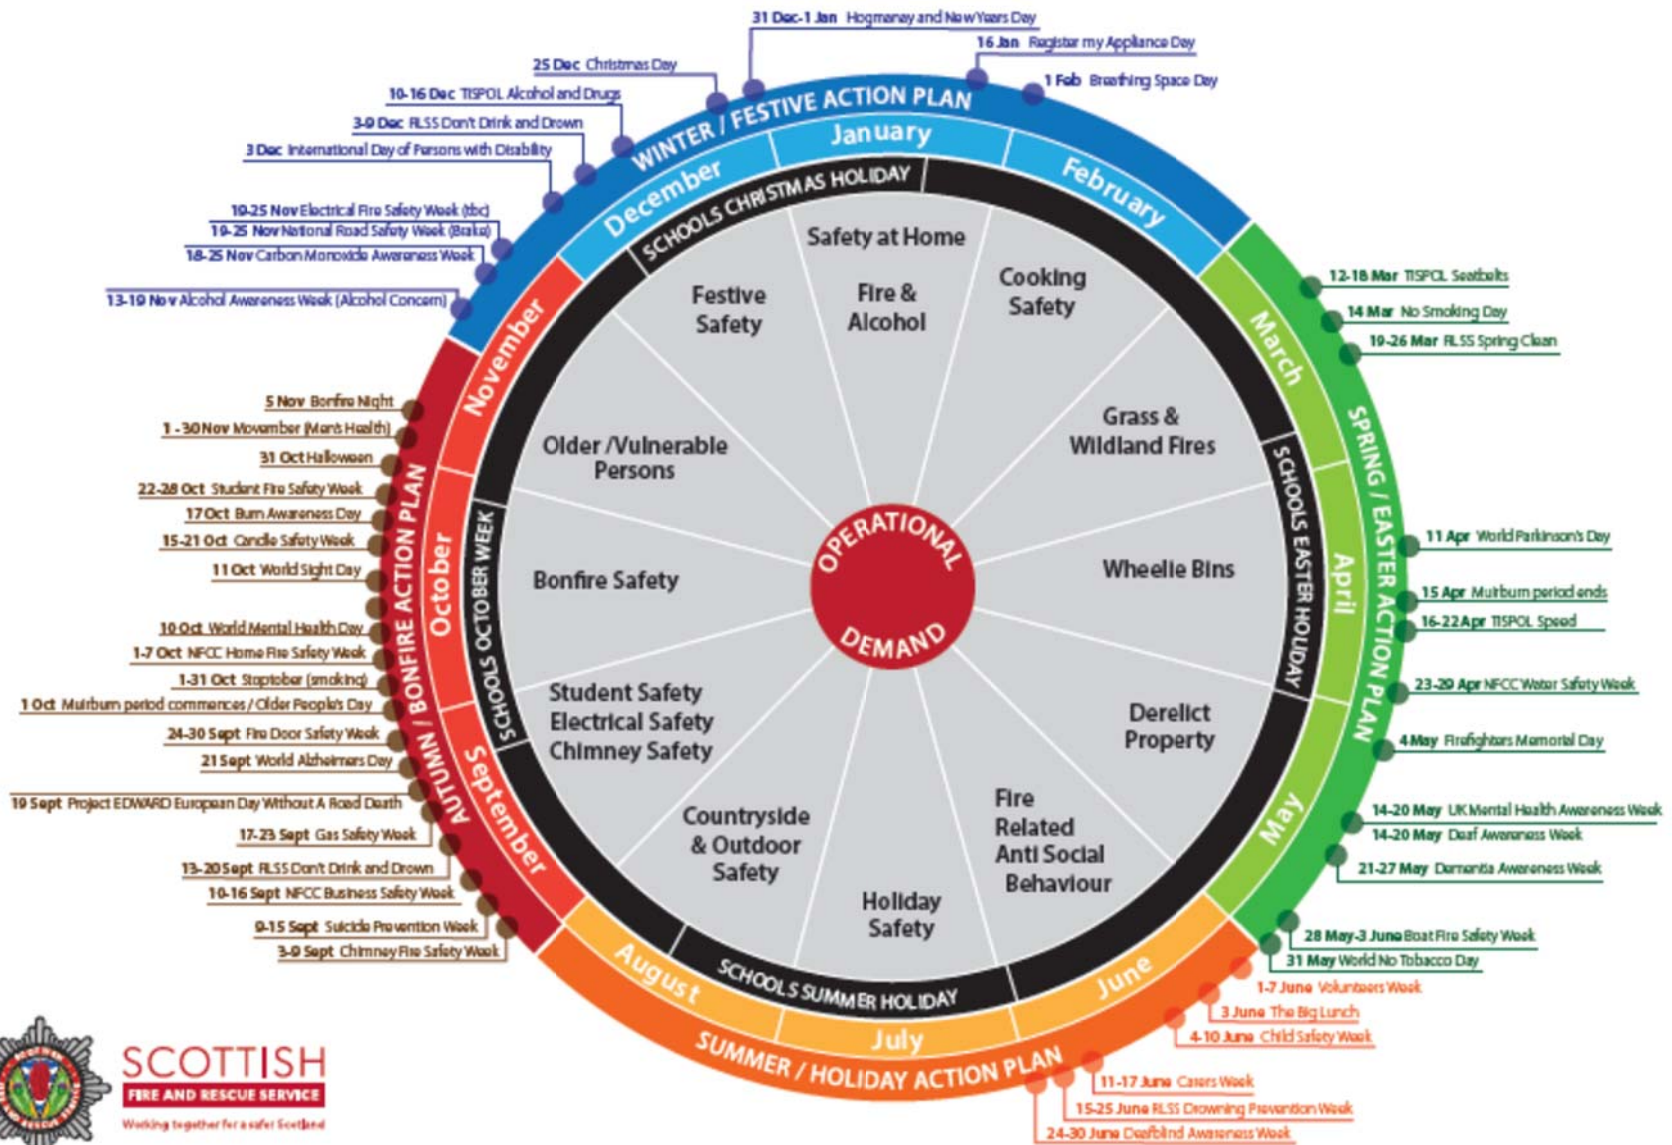 31 Dec-1 Jan Hogmanay and New Years Day
16 Jan Register my Appliance Day
1 Feb Breathing Space Day
25 Dec Christmas Day
10-16 Dec TISPOL Alcohol and Drugs
3-9 Dec RLSS Don't Drink and Drown
3 Dec International Day of Persons with Disability
19-25 Nov Electrical Fire Safety Week (tbc)
19-25 Nov National Road Safety Week (Brake)
18-25 Nov Carbon Monoxide Awareness Week
13-19 Nov Alcohol Awareness Week (Alcohol Concern)
5 Nov Bonfire Night
1 - 30 Nov Movember (Men's Health)
31 Oct Halloween
22-28 Oct Student Fire Safety Week
17 Oct Burn Awareness Day
15-21 Oct Candle Safety Week
11 Oct World Sight Day
10 Oct World Mental Health Day
1-7 Oct NFCC Home Fire Safety Week
1-31 Oct Stoptober (smoking)
1 Oct Muirburn period commences / Older People's Day
24-30 Sept Fire Door Safety Week
21 Sept World Alzheimers Day
19 Sept Project EDWARD European Day Without A Road Death
17-23 Sept Gas Safety Week
13-20 Sept RLSS Don't Drink and Drown
10-16 Sept NFCC Business Safety Week
9-15 Sept Suicide Prevention Week
3-9 Sept Chimney Fire Safety Week
12-18 Mar TISPOL Seatbelts
14 Mar No Smoking Day
19-26 Mar RLSS Spring Clean
11 Apr World Parkinson's Day
15 Apr Muirburn period ends
16-22 Apr TISPOL Speed
23-29 Apr NFCC Water Safety Week
4 May Firefighters Memorial Day
14-20 May UK Mental Health Awareness Week
14-20 May Deaf Awareness Week
21-27 May Dementia Awareness Week
28 May-3 June Boat Fire Safety Week
31 May World No Tobacco Day
1-7 June Volunteers Week
3 June The Big Lunch
4-10 June Child Safety Week
11-17 June Carers Week
15-25 June RLSS Drowning Prevention Week
24-30 June Deafblind Awareness Week
WINTER / FESTIVE ACTION PLAN
SPRING / EASTER ACTION PLAN
SUMMER / HOLIDAY ACTION PLAN
AUTUMN / BONFIRE ACTION PLAN
January
February
March
April
May
June
July
August
September
October
November
December
SCHOOLS CHRISTMAS HOLIDAY
SCHOOLS EASTER HOLIDAY
SCHOOLS SUMMER HOLIDAY
SCHOOLS OCTOBER WEEK
Safety at Home
Fire &
Alcohol
Cooking
Safety
Grass &
Wildland Fires
Wheelie Bins
Derelict
Property
Fire
Related
Anti Social
Behaviour
Holiday
Safety
Countryside
& Outdoor
Safety
Student Safety
Electrical Safety
Chimney Safety
Bonfire Safety
Older /Vulnerable
Persons
Festive
Safety
OPERATIONAL
DEMAND
SCOTTISH
FIRE AND RESCUE SERVICE
Working together for a safer Scotland